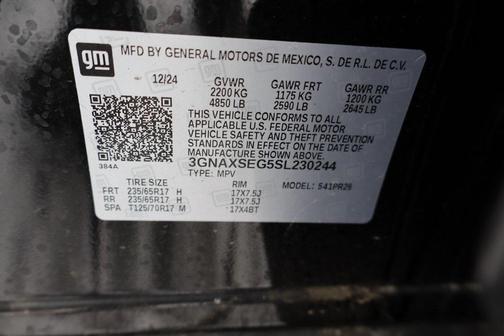 gm
MFD BY GENERAL MOTORS DE MEXICO, S. DE R.L. DE C.V.
12/24 GVWR GAWR FRT GAWR RR
2200 KG 1175 KG 1200 KG
4850 LB 2590 LB 2645 LB
THIS VEHICLE CONFORMS TO ALL
APPLICABLE U.S. FEDERAL MOTOR
VEHICLE SAFETY AND THEFT PREVENTION
STANDARDS IN EFFECT ON THE DATE OF
MANUFACTURE SHOWN ABOVE.
384A 3GNAXSEG5SL230244
TYPE: MPV
TIRE SIZE RIM MODEL: 541PR26
FRT 235/65R17 H 17X7.5J
RR 235/65R17 H 17X7.5J
SPA T125/70R17 M 17X4BT